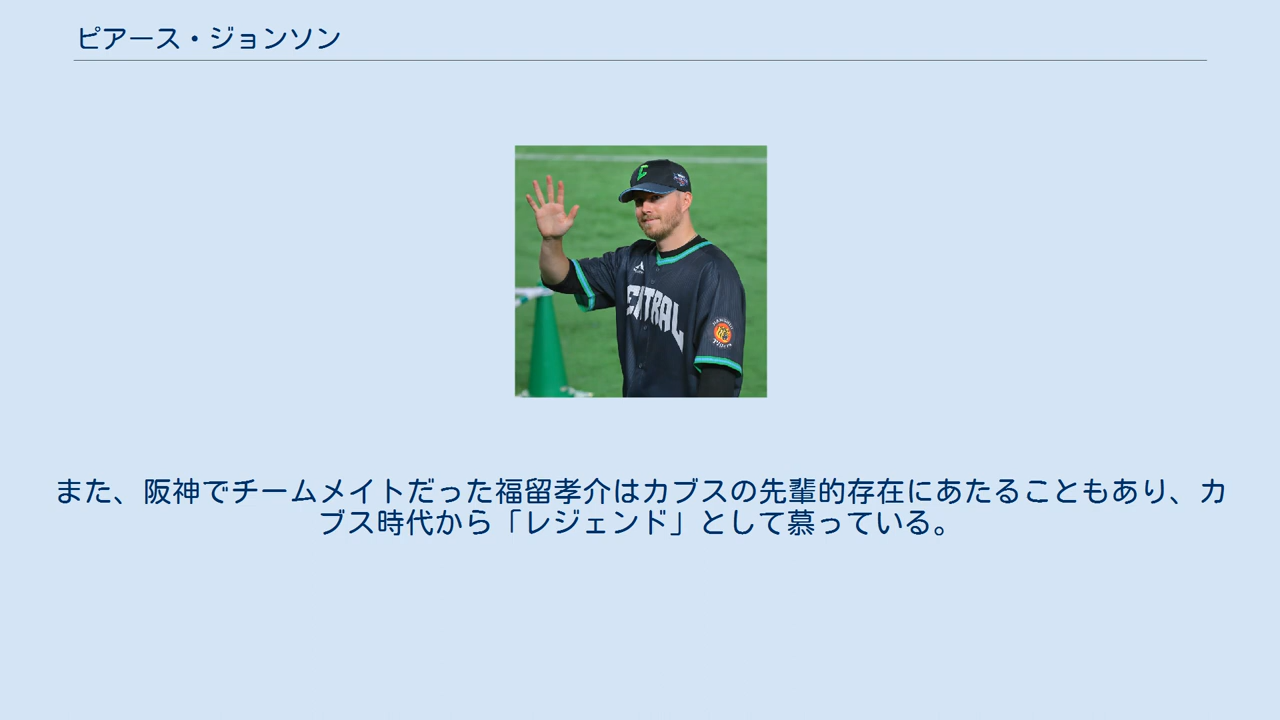 ピアース・ジョンソン
C
CENTRAL
また、阪神でチームメイトだった福留孝介はカブスの先輩的存在にあたることもあり、カ
ブス時代から「レジェンド」として慕っている。